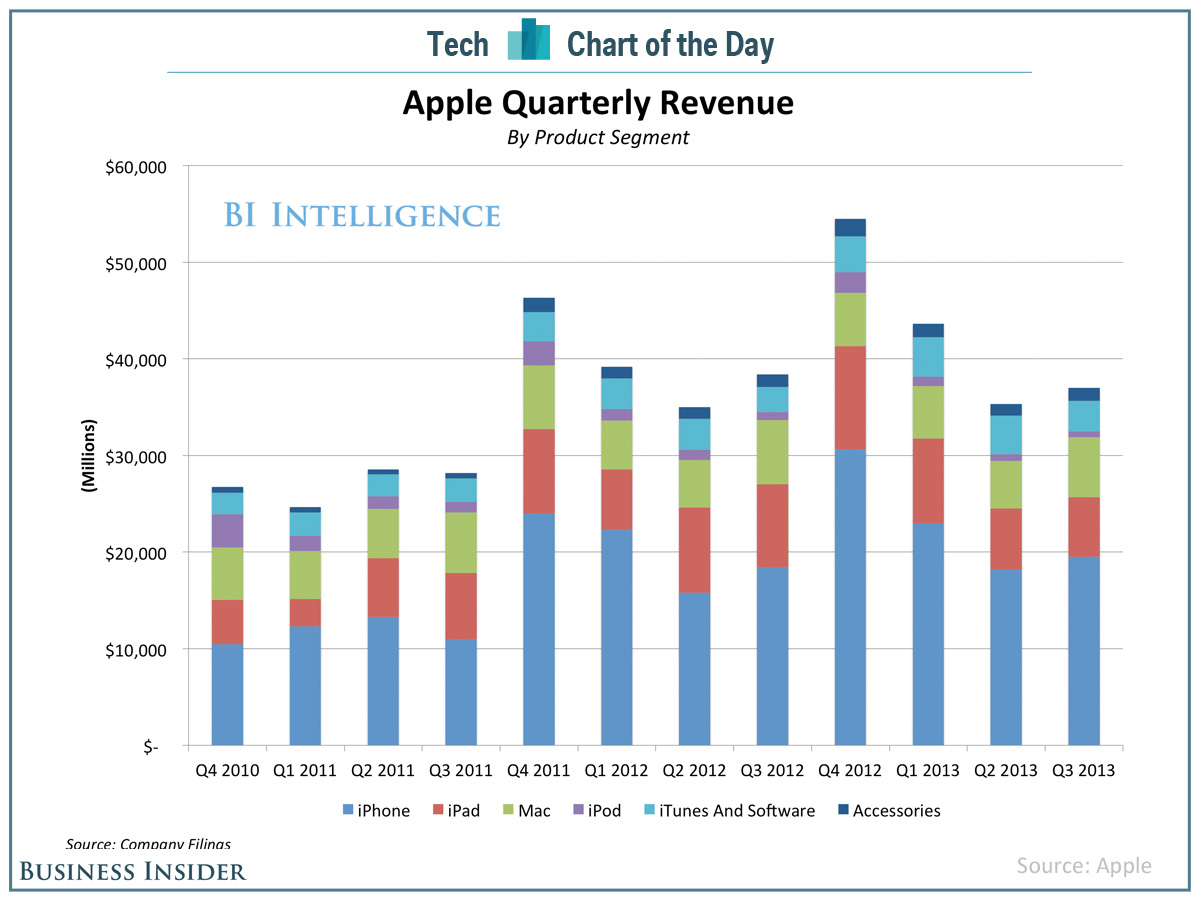 Tech Chart of the Day
Apple Quarterly Revenue
By Product Segment
$60,000
BI INTELLIGENCE
$50,000
$40,000
(Millions)
$30,000
$20,000
$10,000
$-
Q4 2010 Q1 2011 Q2 2011 Q3 2011 Q4 2011 Q1 2012 Q2 2012 Q3 2012 Q4 2012 Q1 2013 Q2 2013 Q3 2013
iPhone iPad Mac iPod iTunes And Software Accessories
Source: Company Filings
BUSINESS INSIDER
Source: Apple